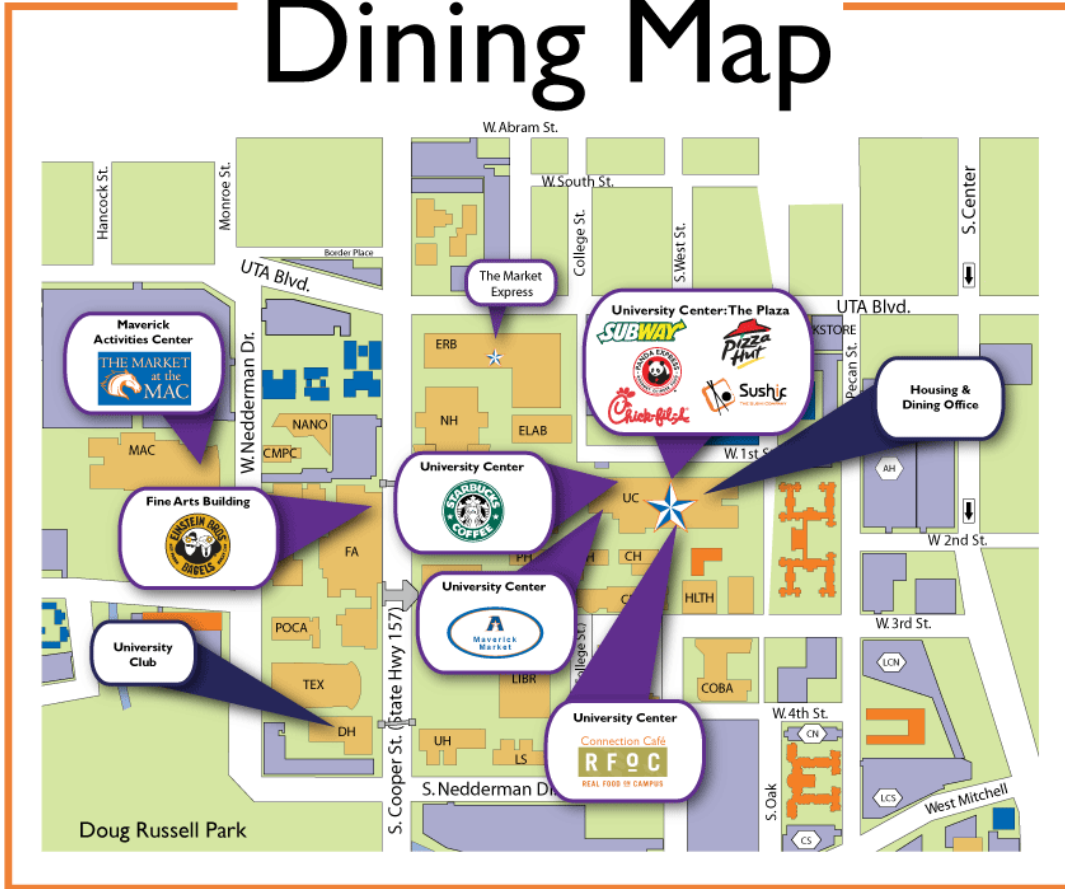 Dining Map
W. Abram St.
W. South St.
Hancock St.
Monroe St.
College St.
S. West St.
S. Center
Border Place
UTA Blvd.
The Market
Express
University Center: The Plaza
SUBWAY
Pizza
Hut
PANDA EXPRESS
Sushic
Chick-fil-A
UTA Blvd.
KSTORE
Pecan St.
Maverick
Activities Center
THE MARKET
at the
MAC
W. Nedderman Dr.
ERB
Housing &
Dining Office
NANO
NH
ELAB
MAC
CMPC
W. 1st S
AH
University Center
STARBUCKS
COFFEE
UC
Fine Arts Building
EINSTEIN BROS
BAGELS
FA
W. 2nd St.
PH
H
CH
University Center
Maverick
Market
C
HLTH
W. 3rd St.
POCA
University
Club
ollege St.)
S. Cooper St. (State Hwy 157)
LCN
TEX
LIBR
COBA
University Center
Connection Café
RFOC
REAL FOOD ON CAMPUS
W. 4th St.
DH
CN
UH
LS
S. Nedderman D
S. Oak
LCS
West Mitchell
Doug Russell Park
CS